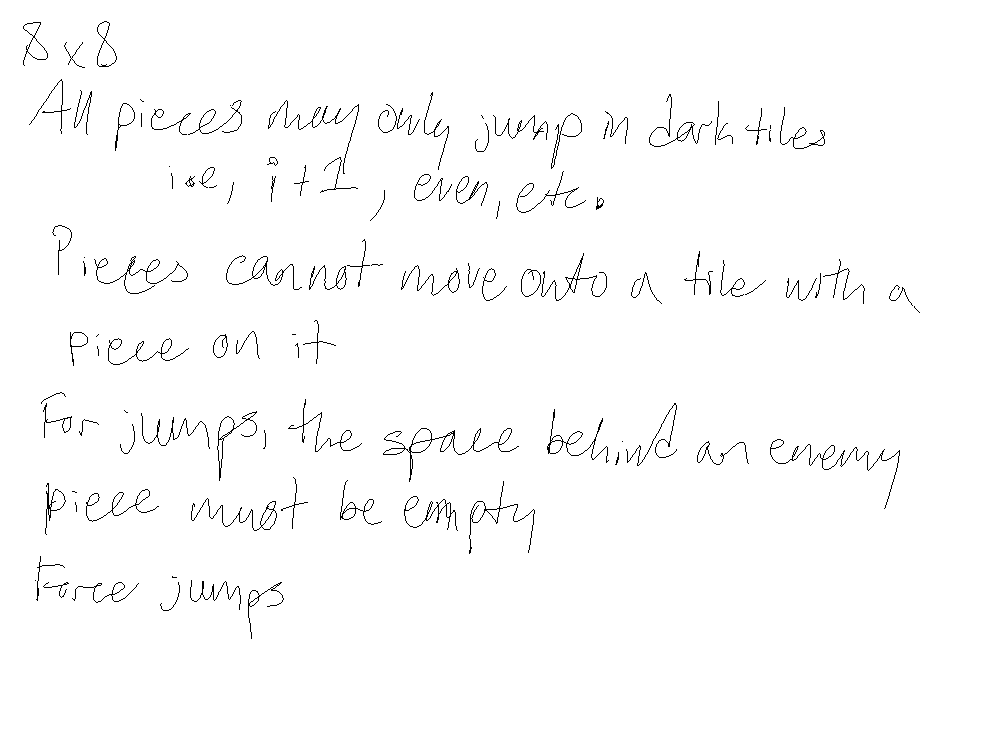 8x8
All pieces may only jump in dark tiles
i.e, i+1, even, etc.
Pieces cannot move onto a tile with a
piece on it
For jumps, the space behind an enemy
piece must be empty
Force jumps